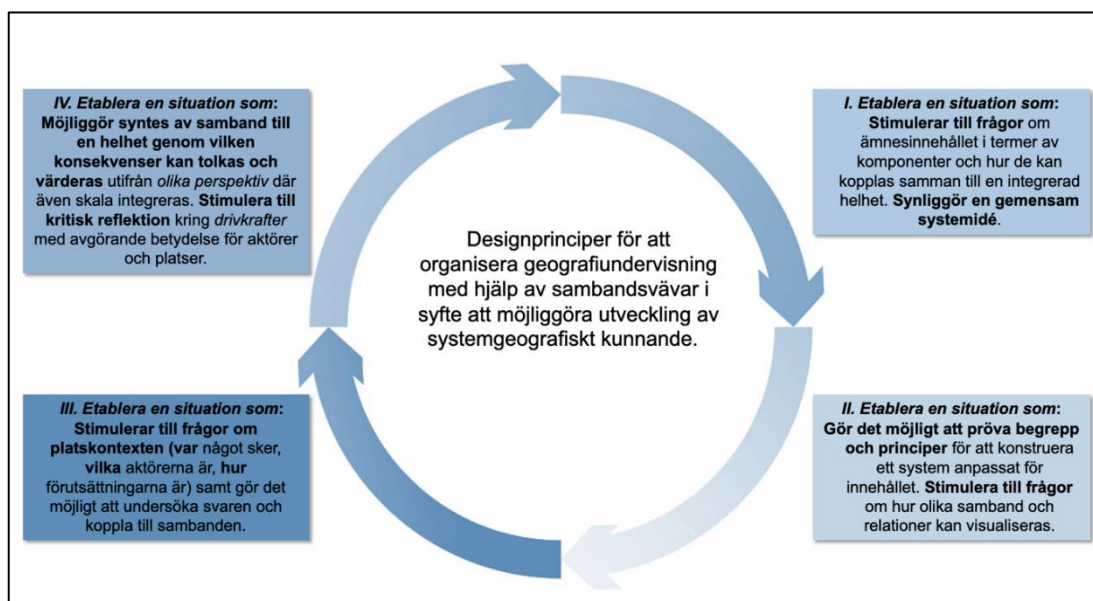 IV. Etablera en situation som:
Möjliggör syntes av samband till
en helhet genom vilken
konsekvenser kan tolkas och
värderas utifrån olika perspektiv där
även skala integreras. Stimulera till
kritisk reflektion kring drivkrafter
med avgörande betydelse för aktörer
och platser.
I. Etablera en situation som:
Stimulerar till frågor om
ämnesinnehållet i termer av
komponenter och hur de kan
kopplas samman till en integrerad
helhet. Synliggör en gemensam
systemidé.
Designprinciper för att
organisera geografiundervisning
med hjälp av sambandsvävar i
syfte att möjliggöra utveckling av
systemgeografiskt kunnande.
III. Etablera en situation som:
Stimulerar till frågor om
platskontexten (var något sker,
vilka aktörerna är, hur
förutsättningarna är) samt gör det
möjligt att undersöka svaren och
koppla till sambanden.
II. Etablera en situation som:
Gör det möjligt att pröva begrepp
och principer för att konstruera
ett system anpassat för
innehållet. Stimulera till frågor
om hur olika samband och
relationer kan visualiseras.